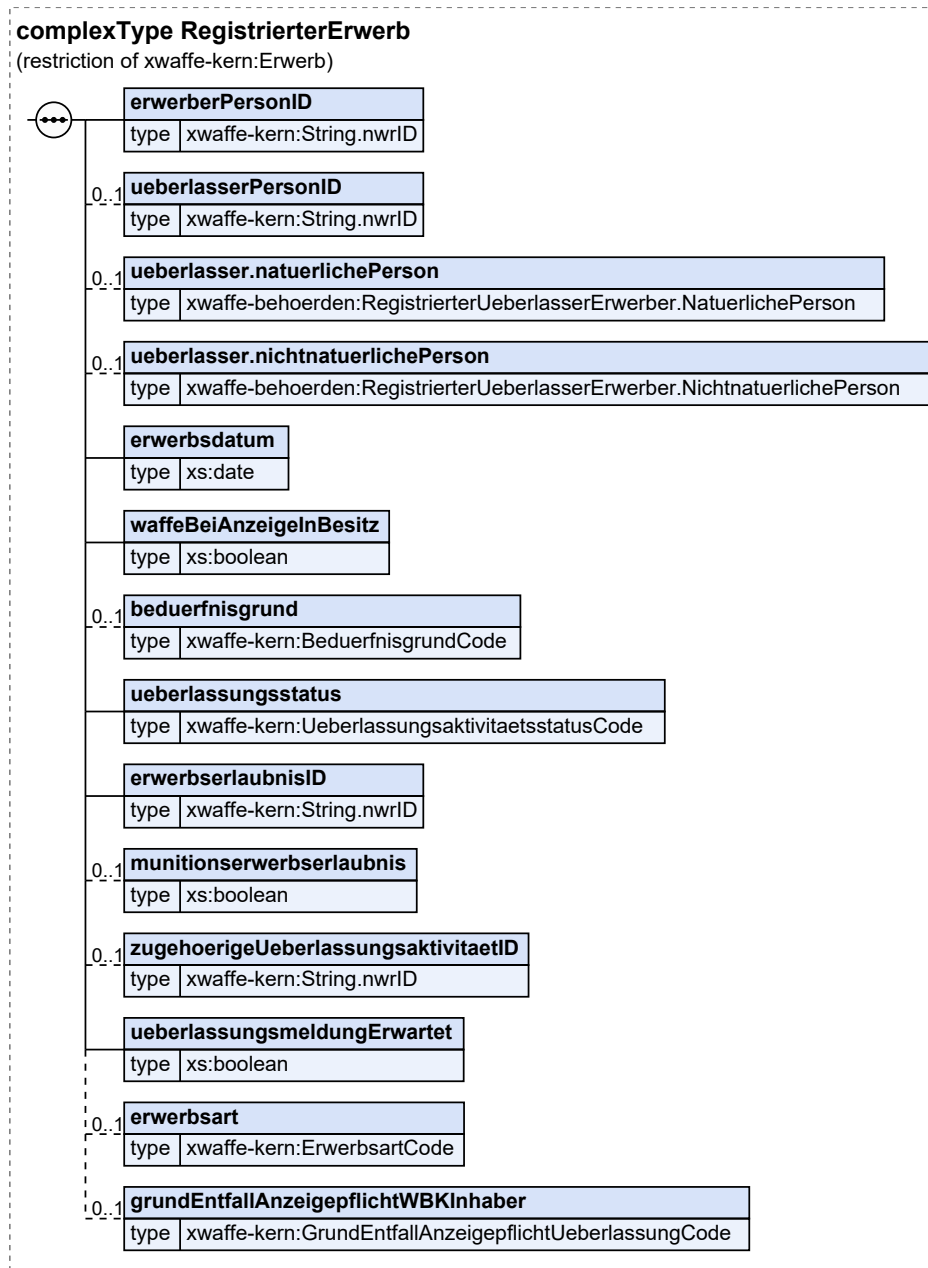 complexType RegistrierterErwerb
(restriction of xwaffe-kern:Erwerb)
erwerberPersonID
type xwaffe-kern:String.nwrID
0..1 ueberlasserPersonID
type xwaffe-kern:String.nwrID
0..1 ueberlasser.natuerlichePerson
type xwaffe-behoerden:RegistrierterUeberlasserErwerber.NatuerlichePerson
0..1 ueberlasser.nichtnatuerlichePerson
type xwaffe-behoerden:RegistrierterUeberlasserErwerber.NichtnatuerlichePerson
erwerbsdatum
type xs:date
waffeBeiAnzeigeInBesitz
type xs:boolean
0..1 beduerfnisgrund
type xwaffe-kern:BeduerfnisgrundCode
ueberlassungsstatus
type xwaffe-kern:UeberlassungsaktivitaetsstatusCode
erwerbserlaubnisID
type xwaffe-kern:String.nwrID
0..1 munitionserwerbserlaubnis
type xs:boolean
0..1 zugehoerigeUeberlassungsaktivitaetID
type xwaffe-kern:String.nwrID
ueberlassungsmeldungErwartet
type xs:boolean
0..1 erwerbsart
type xwaffe-kern:ErwerbsartCode
0..1 grundEntfallAnzeigepflichtWBKInhaber
type xwaffe-kern:GrundEntfallAnzeigepflichtUeberlassungCode